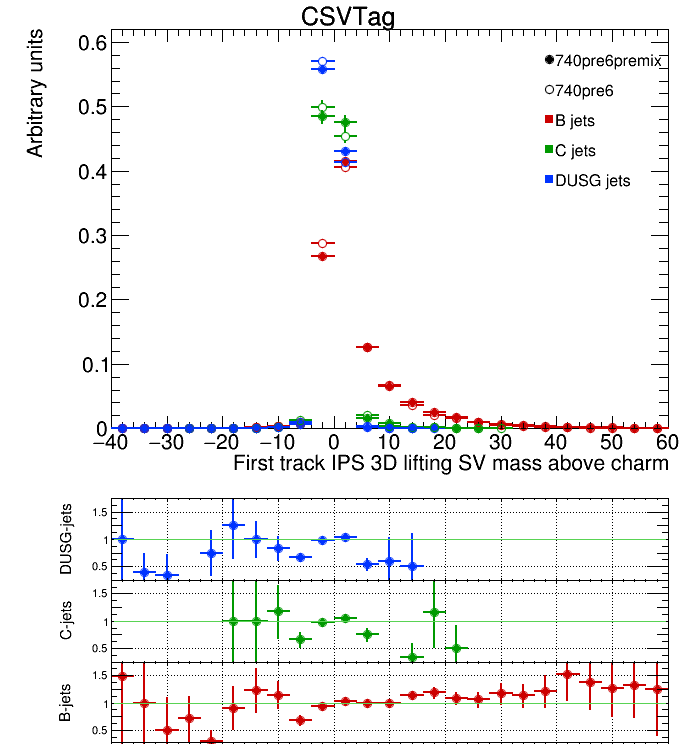 CSVTag
Arbitrary units
0.6
0.5
0.4
0.3
0.2
0.1
0
740pre6premix
740pre6
B jets
C jets
DUSG jets
−40 −30 −20 −10 0 10 20 30 40 50 60
First track IPS 3D lifting SV mass above charm
DUSG-jets
1.5
1
0.5
C-jets
1.5
1
0.5
B-jets
1.5
1
0.5